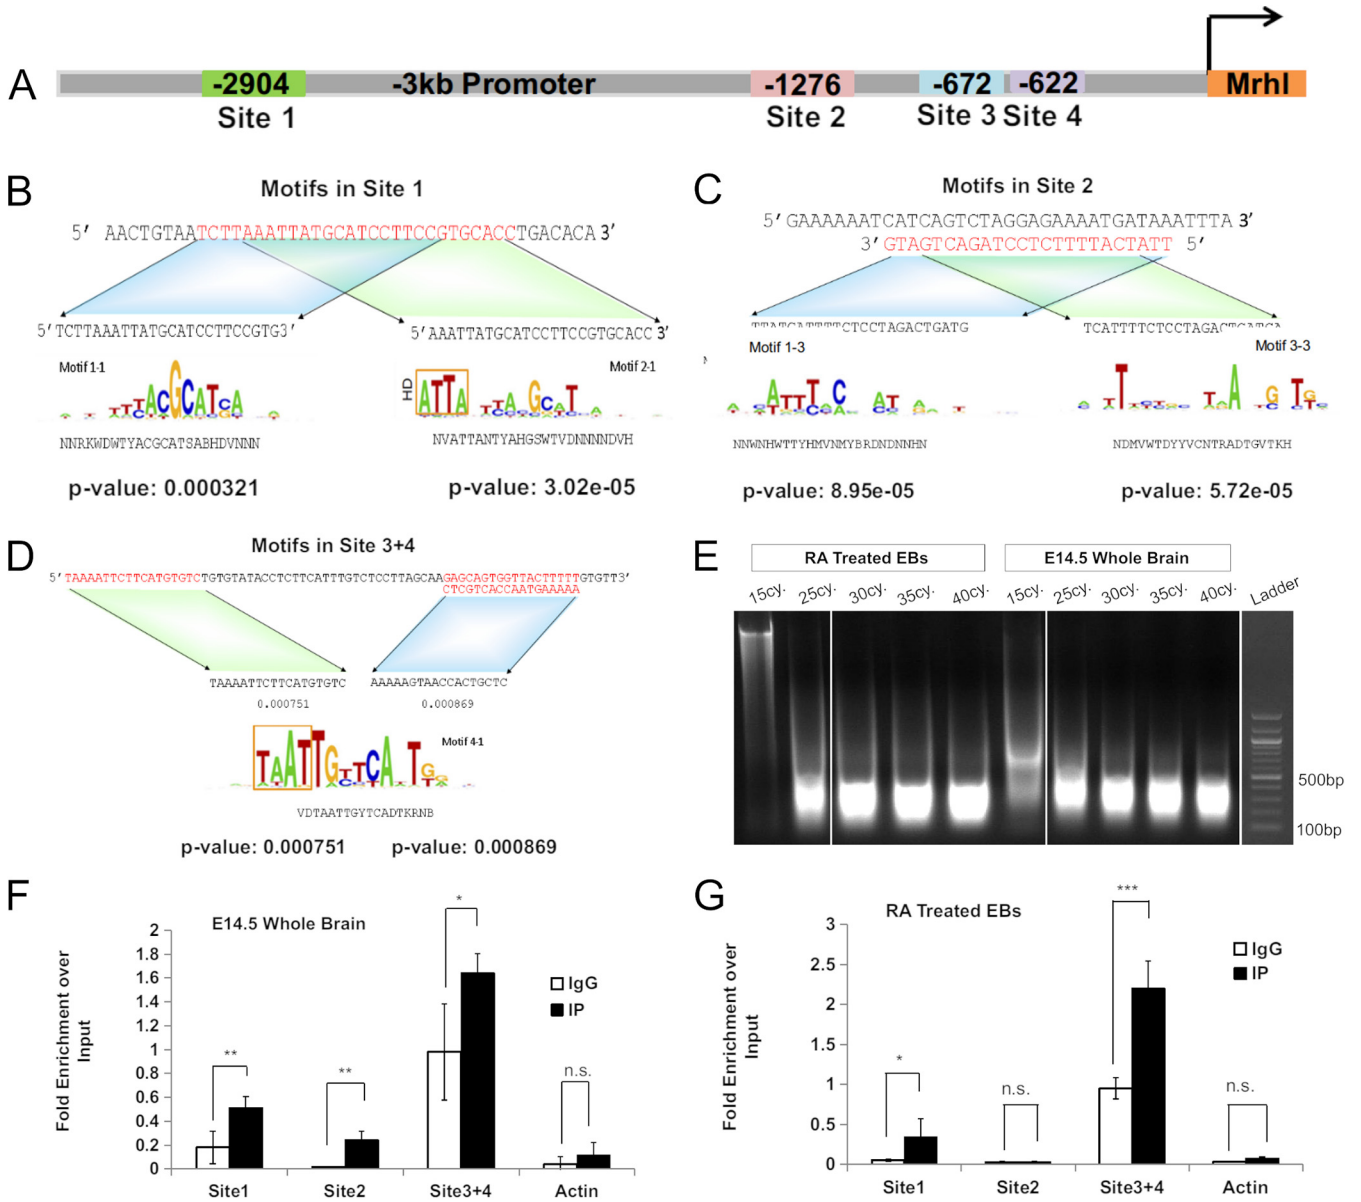 A
-2904
-3kb Promoter
-1276
-672
-622
Mrhl
Site 1
Site 2
Site 3
Site 4
B
Motifs in Site 1
5′ AACTGTAATCTTAAATTATGCATCCTTCCGTGCACCTGACACA 3′
5′TCTTAAATTATGCATCCTTCCGTG3′
5′AAATTATGCATCCTTCCGTGCACC 3′
Motif 1-1
HD
Motif 2-1
NNRKWDWTYACGCATSABHDVNNN
NVATTANTYAHGSWTVDNNNNDVH
p-value: 0.000321
p-value: 3.02e-05
C
Motifs in Site 2
5′GAAAAAATCATCAGTCTAGGAGAAAATGATAAATTTA 3′
3′GTAGTCAGATCCTCTTTTACTATT 5′
TTATCATTTTCTCCTAGACTGATG
TCATTTTCTCCTAGACTGATGA
Motif 1-3
Motif 3-3
NNWNHWTTYHMVNMYBRDNDNNHN
NDMVWTDYYVCNTRADTGVTKH
p-value: 8.95e-05
p-value: 5.72e-05
D
Motifs in Site 3+4
5′TAAAATTCTTCATGTGTCTGTGTATACCTCTTCATTTGTCTCCTTAGCAAGAGCAGTGGTTACTTTTTGTGTT3′
CTCGTCACCAATGAAAAA
TAAAATTCTTCATGTGTC
AAAAAGTAACCACTGCTC
0.000751
0.000869
Motif 4-1
VDTAATTGYTCADTKRNB
p-value: 0.000751
p-value: 0.000869
E
RA Treated EBs
E14.5 Whole Brain
15cy.
25cy.
30cy.
35cy.
40cy.
15cy.
25cy.
30cy.
35cy.
40cy.
Ladder
500bp
100bp
F
E14.5 Whole Brain
Fold Enrichment over
Input
2
1.8
1.6
1.4
1.2
1
0.8
0.6
0.4
0.2
0
**
**
*
n.s.
IgG
IP
Site1
Site2
Site3+4
Actin
G
RA Treated EBs
Fold Enrichment over
Input
3
2.5
2
1.5
1
0.5
0
*
n.s.
***
n.s.
IgG
IP
Site1
Site2
Site3+4
Actin